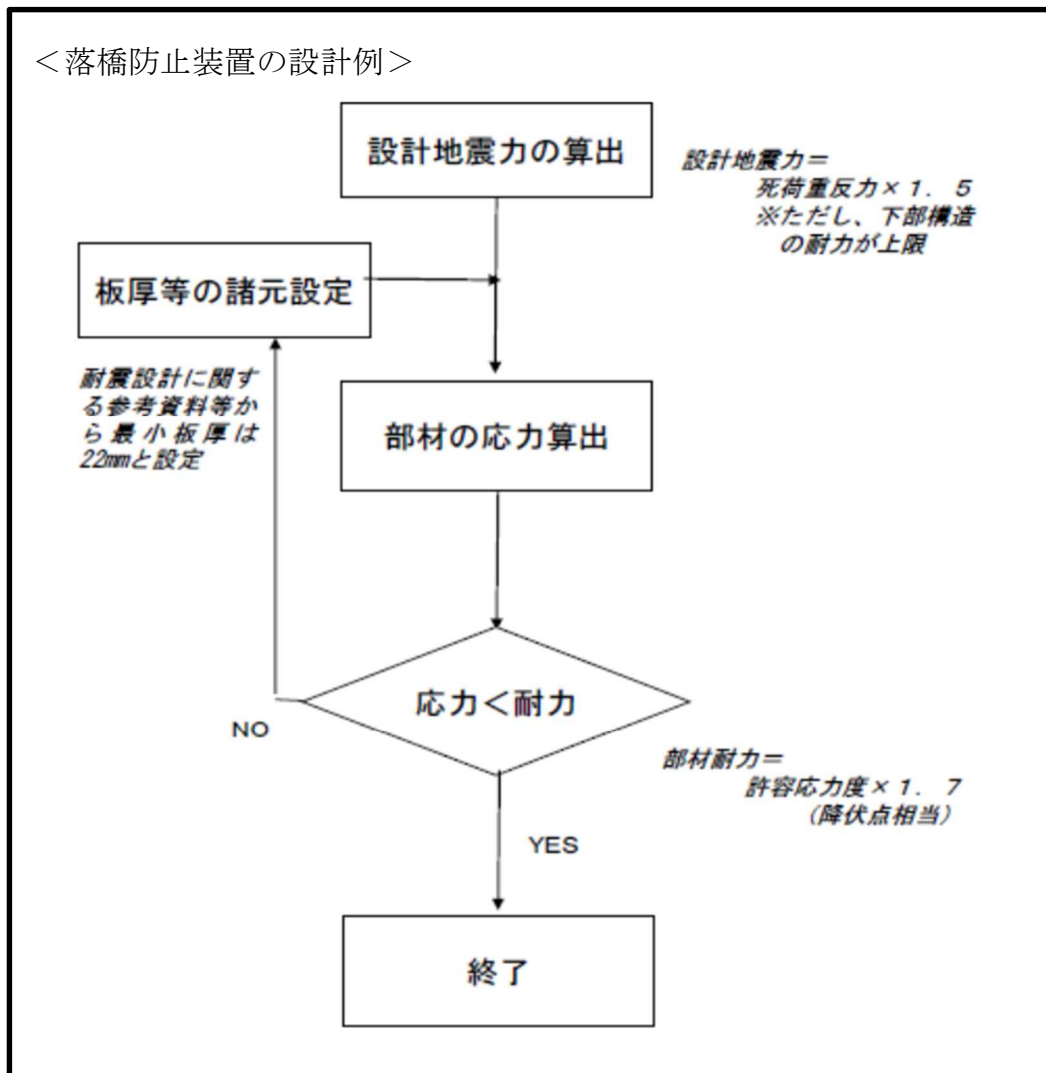 ＜落橋防止装置の設計例＞
設計地震力の算出
設計地震力＝
死荷重反力×１．５
※ただし、下部構造
の耐力が上限
板厚等の諸元設定
耐震設計に関す
る参考資料等か
ら最小板厚は
22mmと設定
部材の応力算出
応力＜耐力
NO
部材耐力＝
許容応力度×１．７
（降伏点相当）
YES
終了